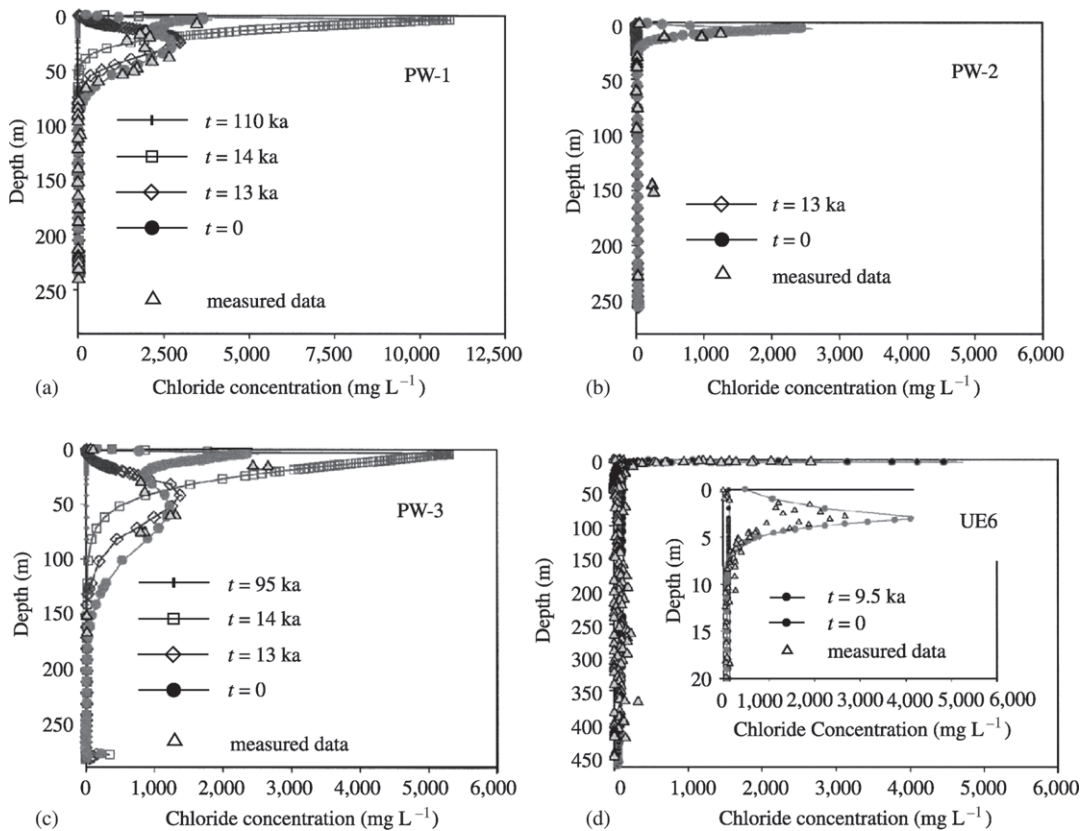 PW-1
Depth (m)
0
50
100
150
200
250
t = 110 ka
t = 14 ka
t = 13 ka
t = 0
measured data
0
2,500
5,000
7,500
10,000
12,500
(a)
Chloride concentration (mg L⁻¹)
PW-2
Depth (m)
0
50
100
150
200
250
t = 13 ka
t = 0
measured data
0
1,000
2,000
3,000
4,000
5,000
6,000
(b)
Chloride concentration (mg L⁻¹)
PW-3
Depth (m)
0
50
100
150
200
250
t = 95 ka
t = 14 ka
t = 13 ka
t = 0
measured data
0
1,000
2,000
3,000
4,000
5,000
6,000
(c)
Chloride concentration (mg L⁻¹)
UE6
Depth (m)
0
50
100
150
200
250
300
350
400
450
Depth (m)
0
5
10
15
20
t = 9.5 ka
t = 0
measured data
0
1,000
2,000
3,000
4,000
5,000
6,000
Chloride Concentration (mg L⁻¹)
0
1,000
2,000
3,000
4,000
5,000
6,000
(d)
Chloride concentration (mg L⁻¹)